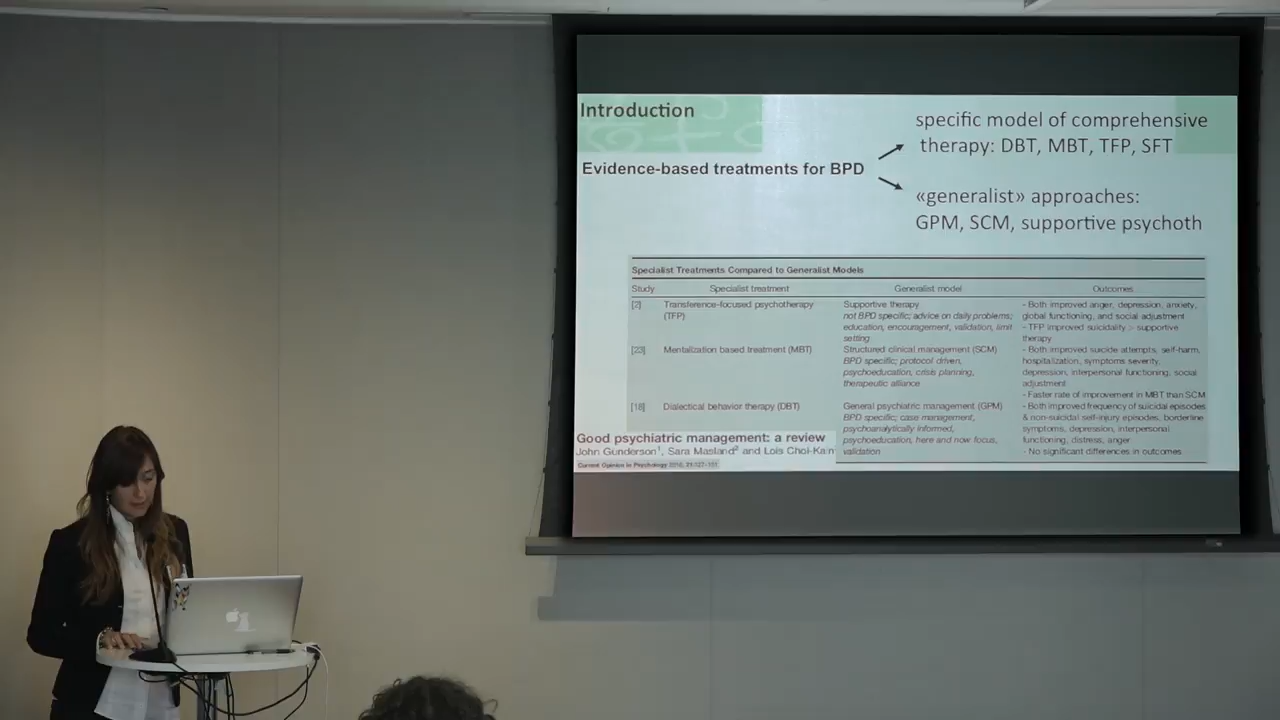 Introduction
specific model of comprehensive
therapy: DBT, MBT, TFP, SFT
Evidence-based treatments for BPD
«generalist» approaches:
GPM, SCM, supportive psychoth
Specialist Treatments Compared to Generalist Models
Study Specialist treatment Generalist model Outcomes
[2] Transference-focused psychotherapy Supportive therapy - Both improved anger, depression, anxiety,
(TFP) not BPD specific; advice on daily problems; global functioning, and social adjustment
education, encouragement, validation, limit - TFP improved suicidality > supportive
setting therapy
[23] Mentalization based treatment (MBT) Structured clinical management (SCM) - Both improved suicide attempts, self-harm,
BPD specific; protocol driven, hospitalization, symptoms severity,
psychoeducation, crisis planning, depression, interpersonal functioning, social
therapeutic alliance adjustment
- Faster rate of improvement in MBT than SCM
[18] Dialectical behavior therapy (DBT) General psychiatric management (GPM) - Both improved frequency of suicidal episodes
BPD specific; case management, & non-suicidal self-injury episodes, borderline
psychoanalytically informed, symptoms, depression, interpersonal
psychoeducation, here and now focus, functioning, distress, anger
validation - No significant differences in outcomes
Good psychiatric management: a review
John Gunderson¹, Sara Masland² and Lois Choi-Kain
Current Opinion in Psychology